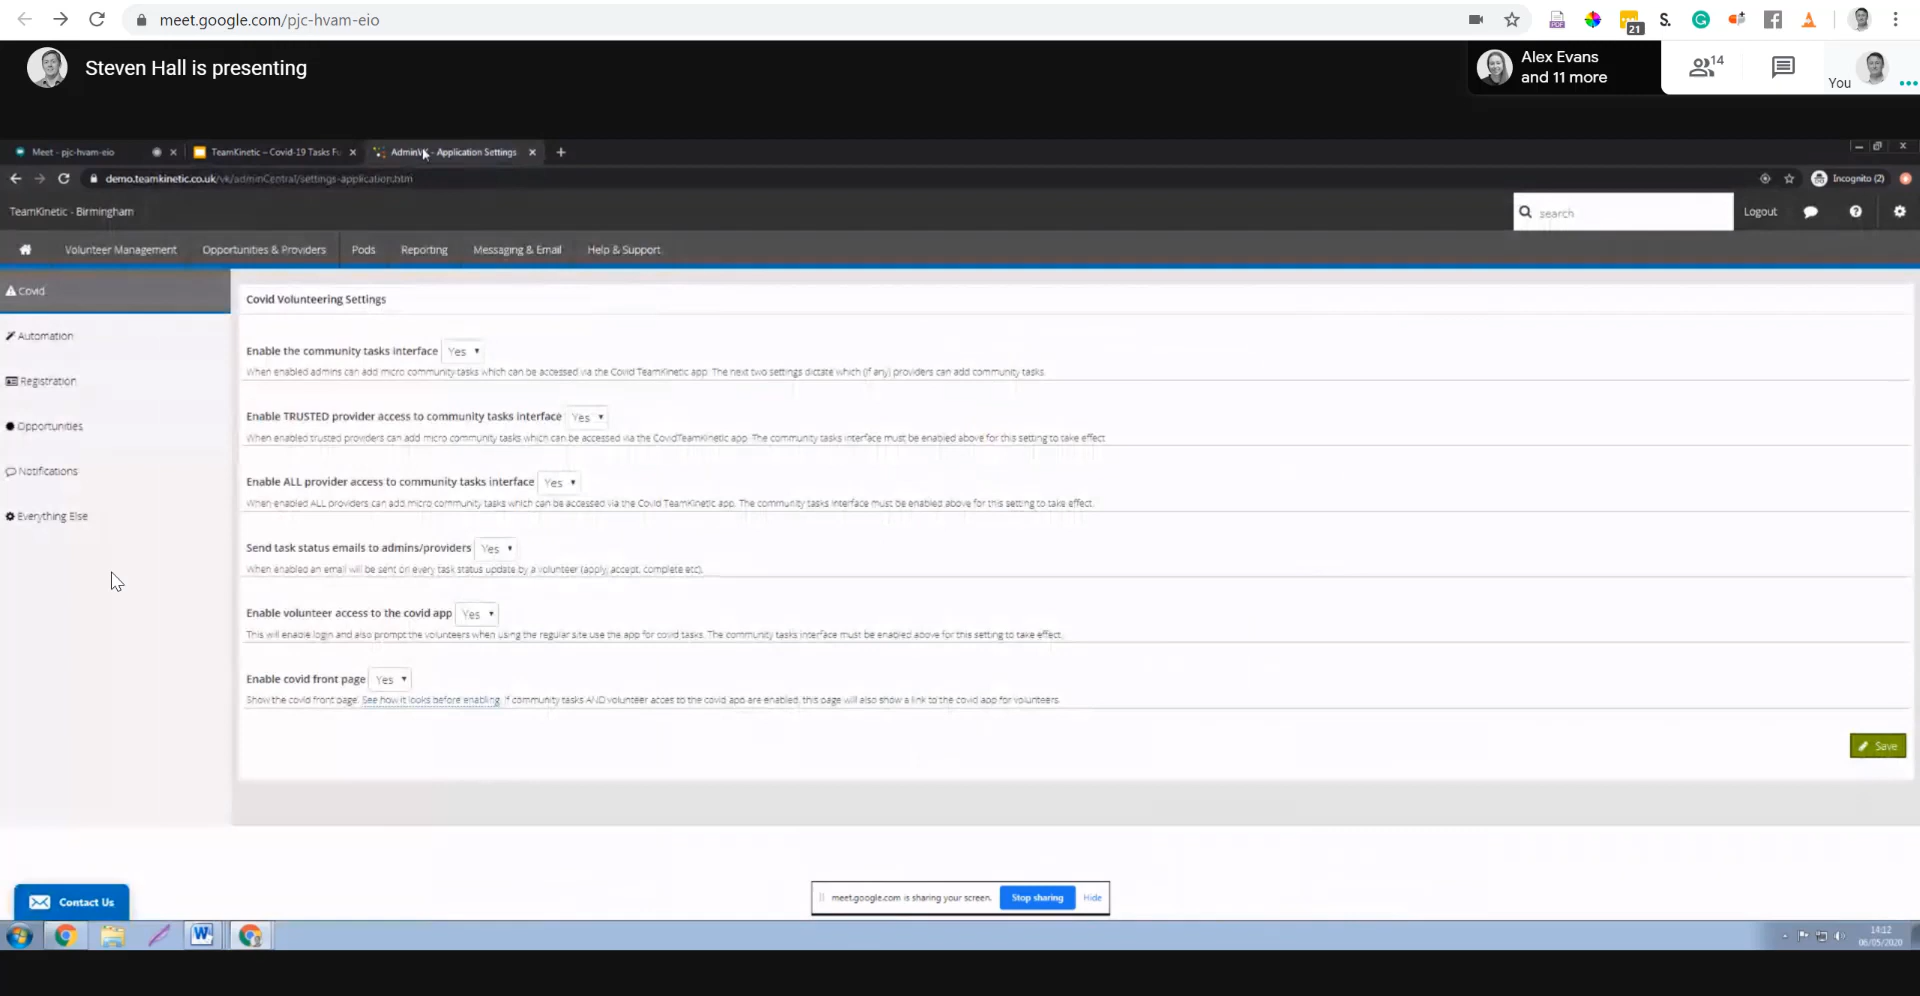 meet.google.com/pjc-hvam-eio
21
S.
Steven Hall is presenting
Alex Evans
and 11 more
14
You
Meet - pjc-hvam-eio
TeamKinetic – Covid-19 Tasks Fu
- Application Settings
demo.teamkinetic.co.uk/vk/adminCentral/settings-application.htm
Incognito (2)
TeamKinetic - Birmingham
search
Logout
Volunteer Management
Opportunities & Providers
Pods
Reporting
Messaging & Email
Help & Support
Covid
Automation
Registration
Opportunities
Notifications
Everything Else
Covid Volunteering Settings
Enable the community tasks interface Yes
When enabled admins can add micro community tasks which can be accessed via the Covid TeamKinetic app. The next two settings dictate which (if any) providers can add community tasks.
Enable TRUSTED provider access to community tasks interface Yes
When enabled trusted providers can add micro community tasks which can be accessed via the CovidTeamKinetic app. The community tasks interface must be enabled above for this setting to take effect
Enable ALL provider access to community tasks interface Yes
When enabled ALL providers can add micro community tasks which can be accessed via the Covid TeamKinetic app. The community tasks interface must be enabled above for this setting to take effect.
Send task status emails to admins/providers Yes
When enabled an email will be sent on every task status update by a volunteer (apply, accept, complete etc).
Enable volunteer access to the covid app Yes
This will enable login and also prompt the volunteers when using the regular site use the app for covid tasks. The community tasks interface must be enabled above for this setting to take effect.
Enable covid front page Yes
Show the covid front page. See how it looks before enabling. If community tasks AND volunteer acces to the covid app are enabled, this page will also show a link to the covid app for volunteers.
Save
Contact Us
meet.google.com is sharing your screen.
Stop sharing
Hide
14:12
06/05/2020